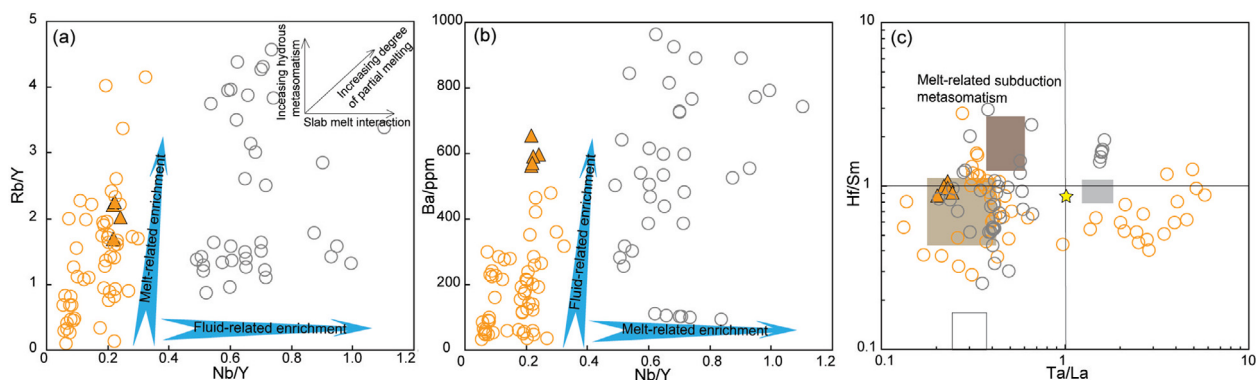 (a)
5
4
3
2
1
0
Rb/Y
0
0.2
0.4
0.6
0.8
1.0
1.2
Nb/Y
Inceasing hydrous
metasomatism
Increasing degree
of partial melting
Slab melt interaction
Melt-related enrichment
Fluid-related enrichment
(b)
1000
800
600
400
200
0
Ba/ppm
0
0.2
0.4
0.6
0.8
1.0
1.2
Nb/Y
Fluid-related enrichment
Melt-related enrichment
(c)
10
1
0.1
Hf/Sm
0.1
1
10
Ta/La
Melt-related subduction
metasomatism